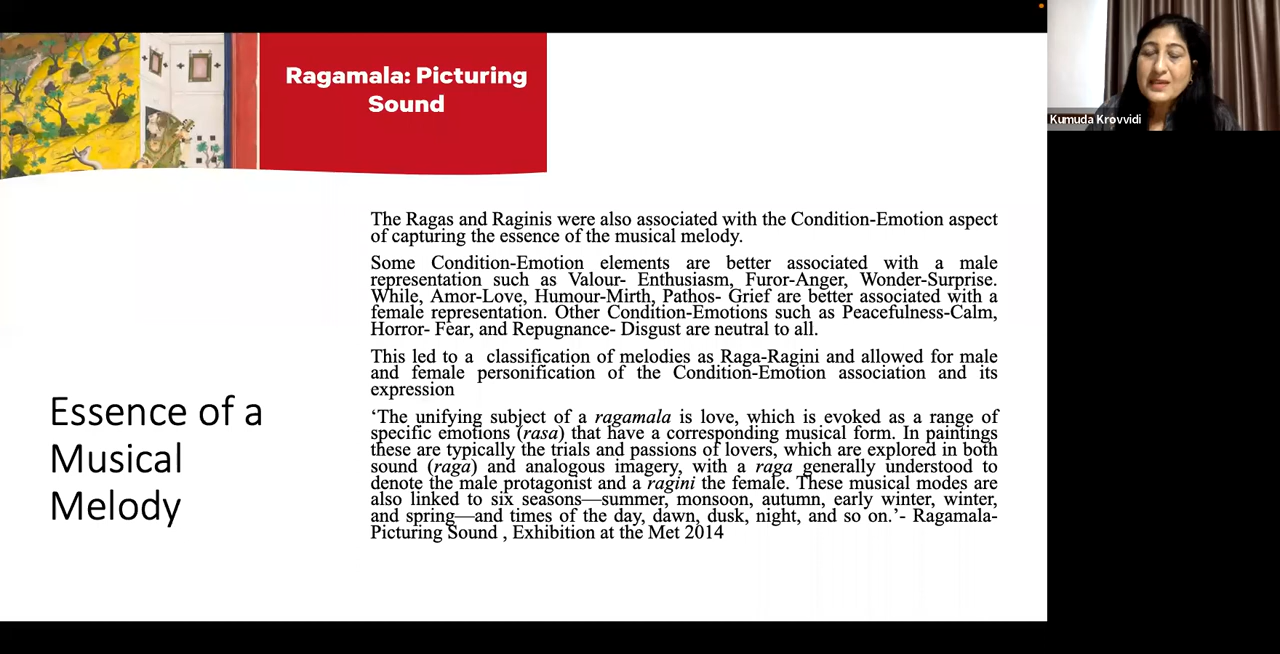 Ragamala: Picturing
Sound
Kumuda Krovvidi
Essence of a
Musical
Melody
The Ragas and Raginis were also associated with the Condition-Emotion aspect
of capturing the essence of the musical melody.
Some Condition-Emotion elements are better associated with a male
representation such as Valour- Enthusiasm, Furor-Anger, Wonder-Surprise.
While, Amor-Love, Humour-Mirth, Pathos- Grief are better associated with a
female representation. Other Condition-Emotions such as Peacefulness-Calm,
Horror- Fear, and Repugnance- Disgust are neutral to all.
This led to a  classification of melodies as Raga-Ragini and allowed for male
and female personification of the Condition-Emotion association and its
expression
‘The unifying subject of a ragamala is love, which is evoked as a range of
specific emotions (rasa) that have a corresponding musical form. In paintings
these are typically the trials and passions of lovers, which are explored in both
sound (raga) and analogous imagery, with a raga generally understood to
denote the male protagonist and a ragini the female. These musical modes are
also linked to six seasons—summer, monsoon, autumn, early winter, winter,
and spring—and times of the day, dawn, dusk, night, and so on.’- Ragamala-
Picturing Sound , Exhibition at the Met 2014